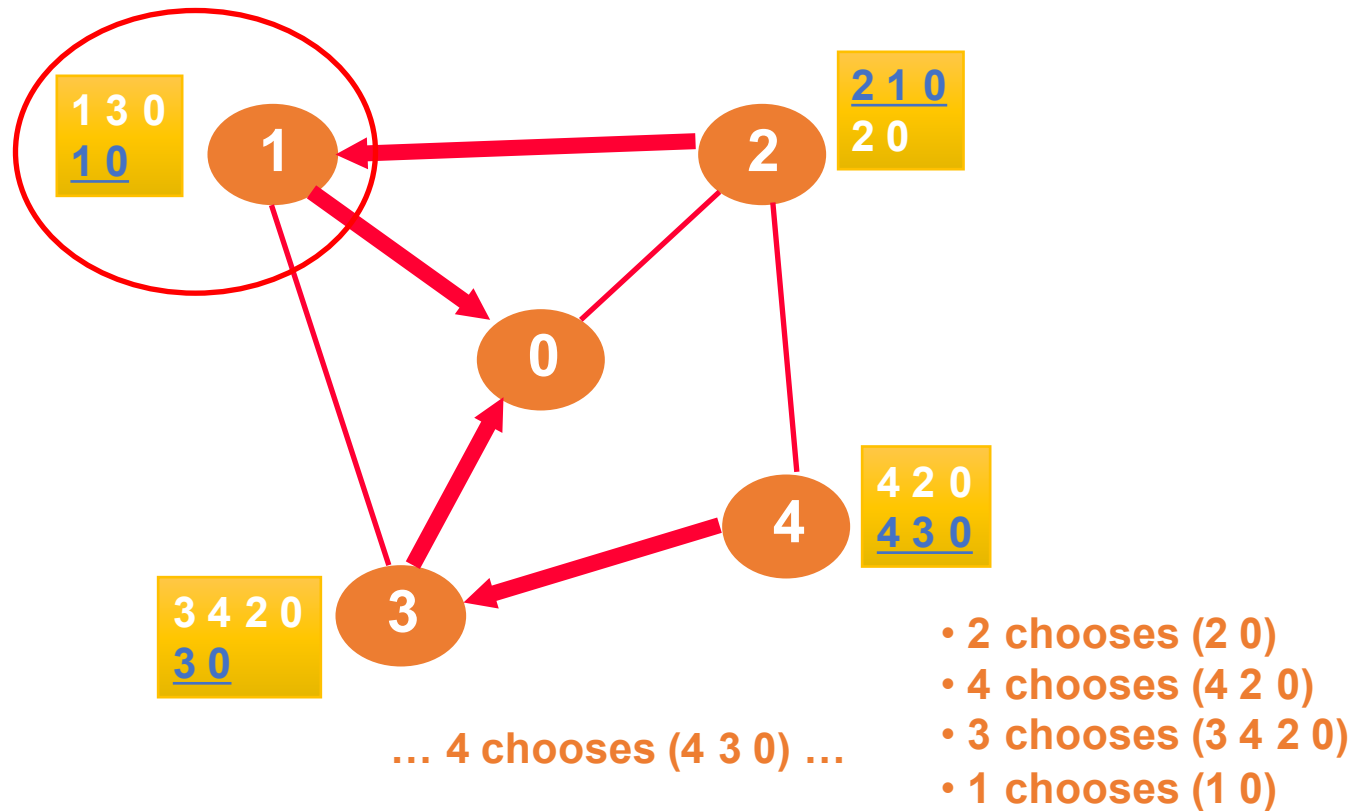 1 3 0
1 0
1
2
2 1 0
2 0
0
4
4 2 0
4 3 0
3 4 2 0
3 0
3
• 2 chooses (2 0)
• 4 chooses (4 2 0)
• 3 chooses (3 4 2 0)
• 1 chooses (1 0)
... 4 chooses (4 3 0) ...